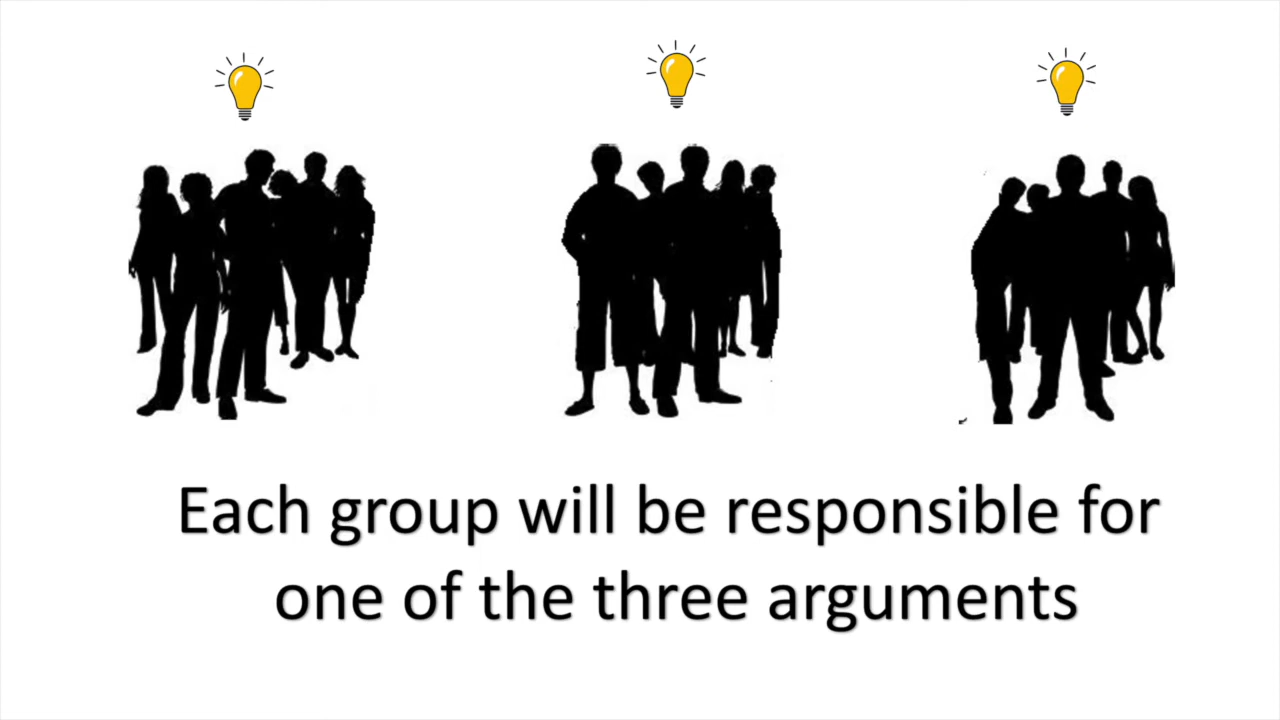 Each group will be responsible for
one of the three arguments